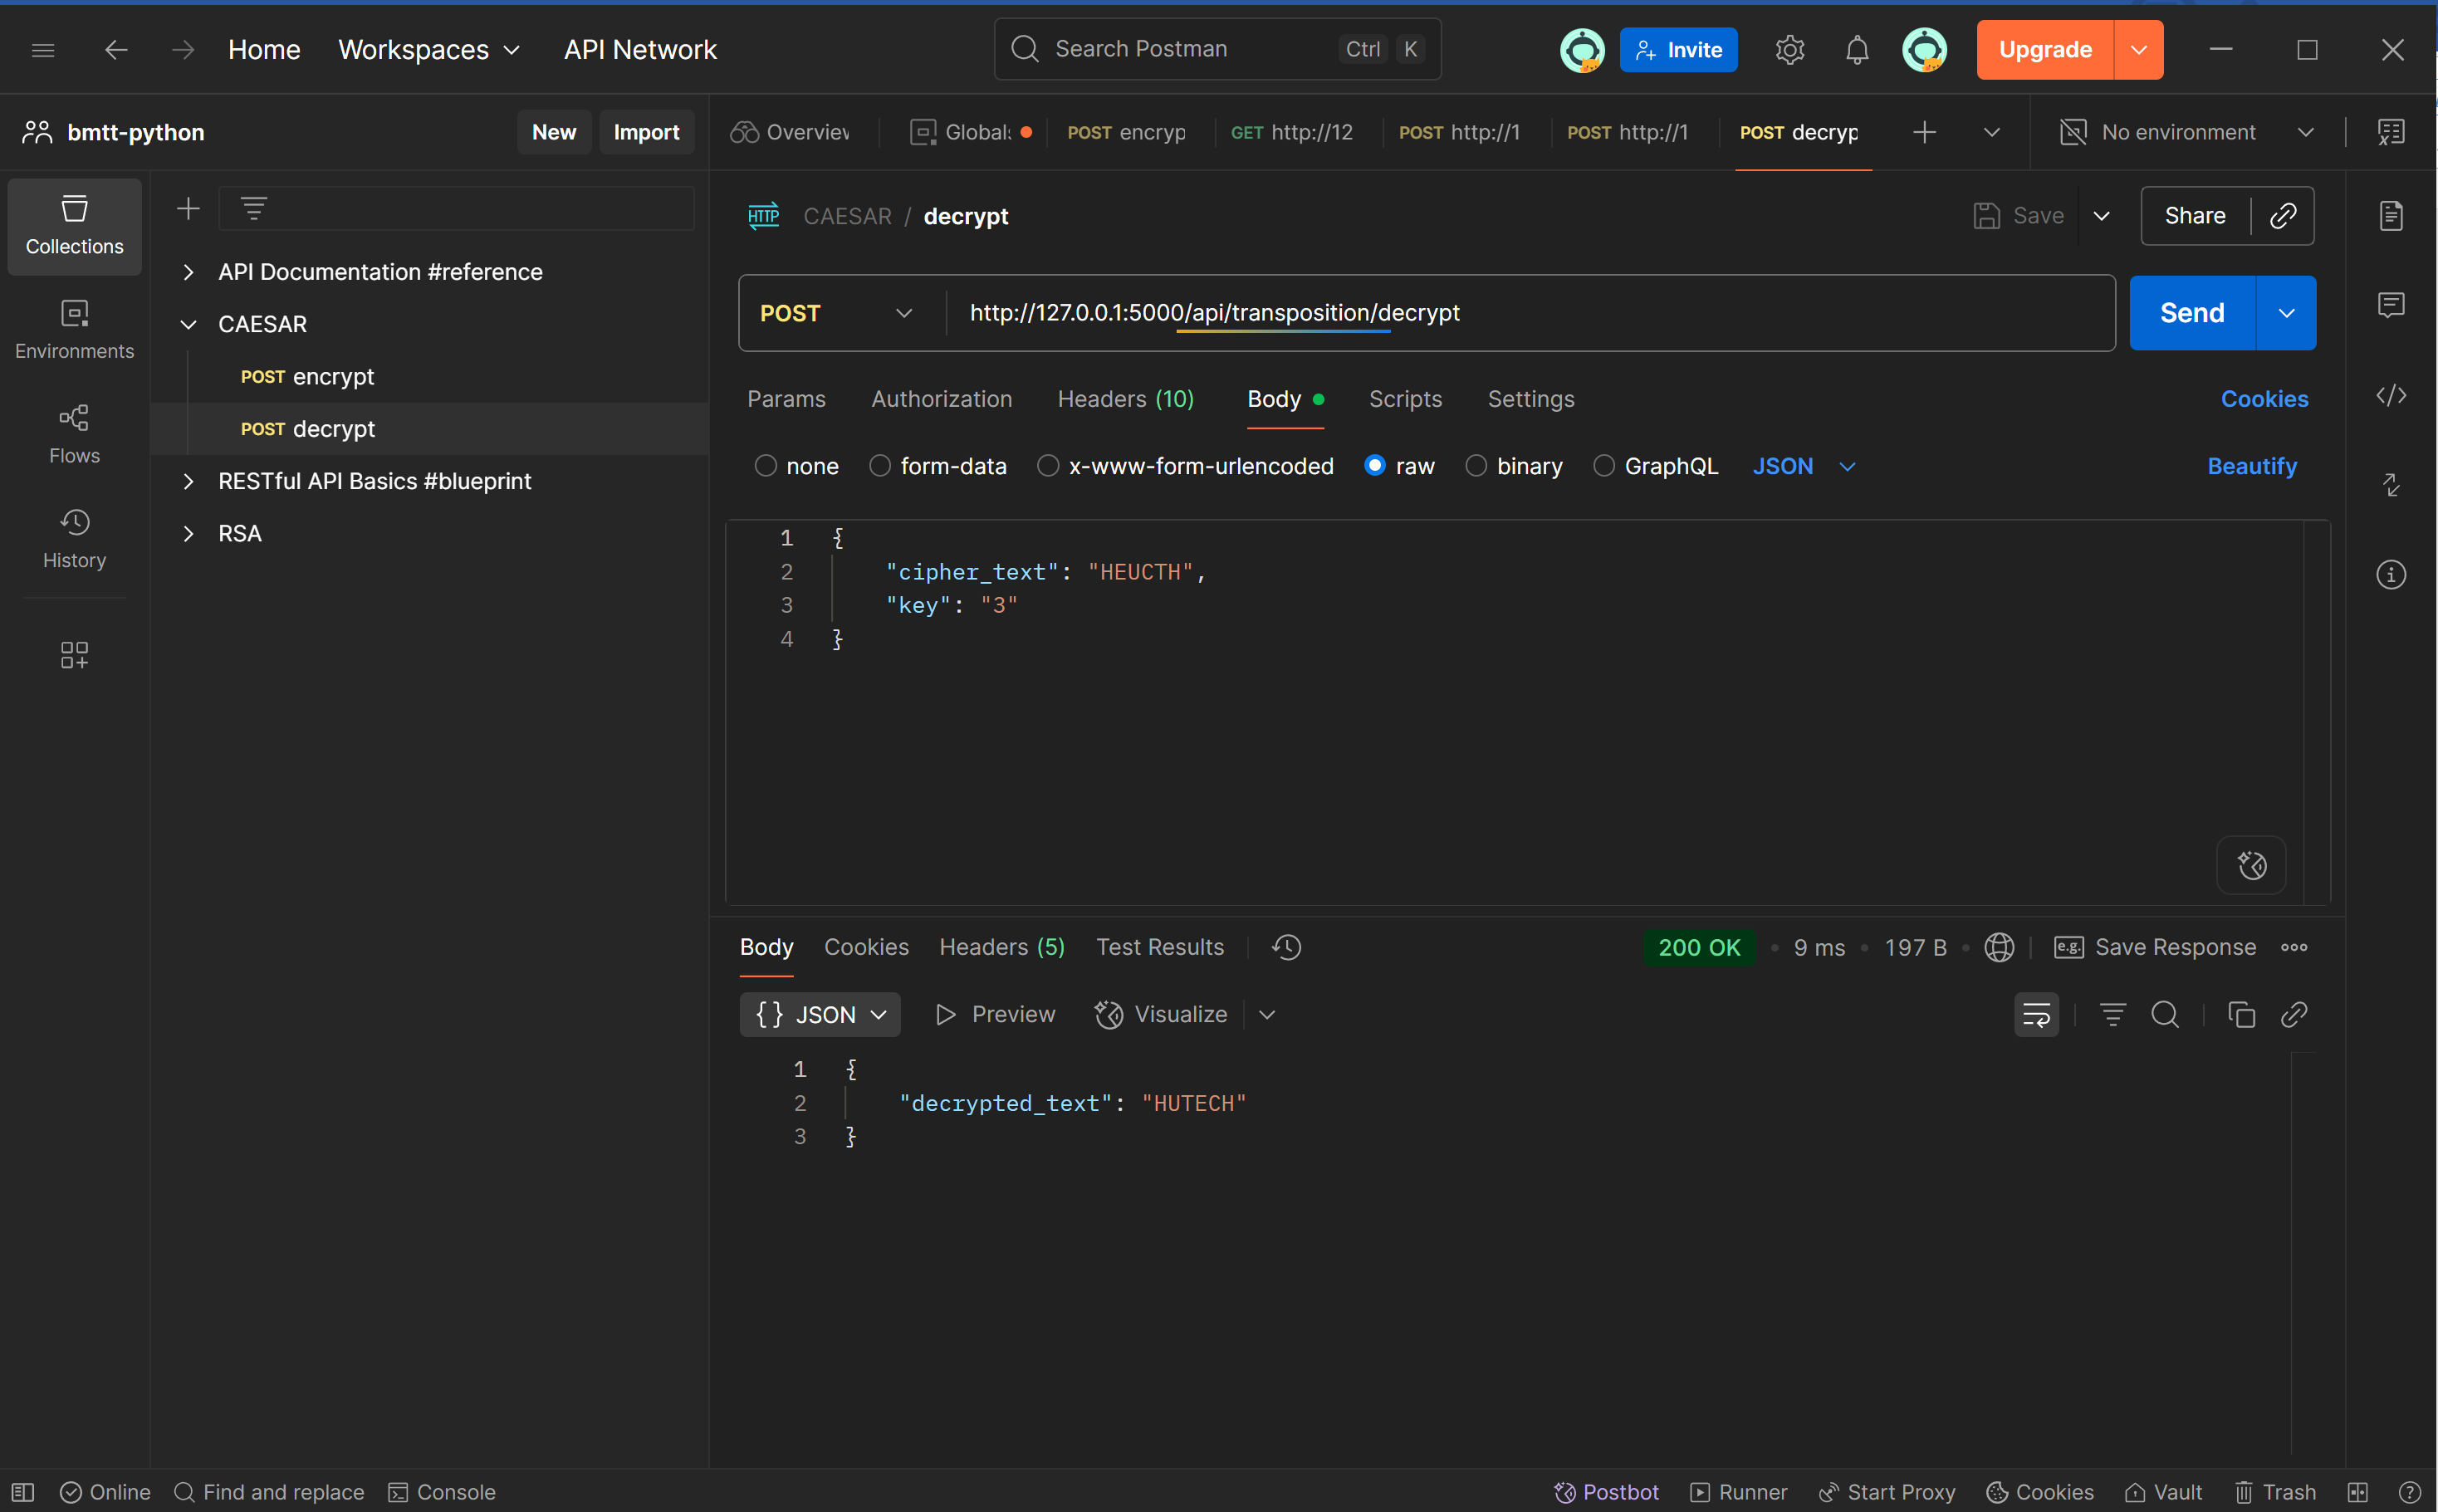 Home Workspaces API Network Search Postman Ctrl K Invite Upgrade
bmtt-python New Import Overview Globals POST encryp GET http://12 POST http://1 POST http://1 POST decryp No environment
Collections
Environments
Flows
History
API Documentation #reference
CAESAR
POST encrypt
POST decrypt
RESTful API Basics #blueprint
RSA
HTTP CAESAR / decrypt Save Share
POST http://127.0.0.1:5000/api/transposition/decrypt Send
Params Authorization Headers (10) Body Scripts Settings Cookies
none form-data x-www-form-urlencoded raw binary GraphQL JSON Beautify
1 {
2 "cipher_text": "HEUCTH",
3 "key": "3"
4 }
Body Cookies Headers (5) Test Results 200 OK • 9 ms • 197 B • e.g. Save Response
{} JSON Preview Visualize
1 {
2 "decrypted_text": "HUTECH"
3 }
Online Find and replace Console Postbot Runner Start Proxy Cookies Vault Trash